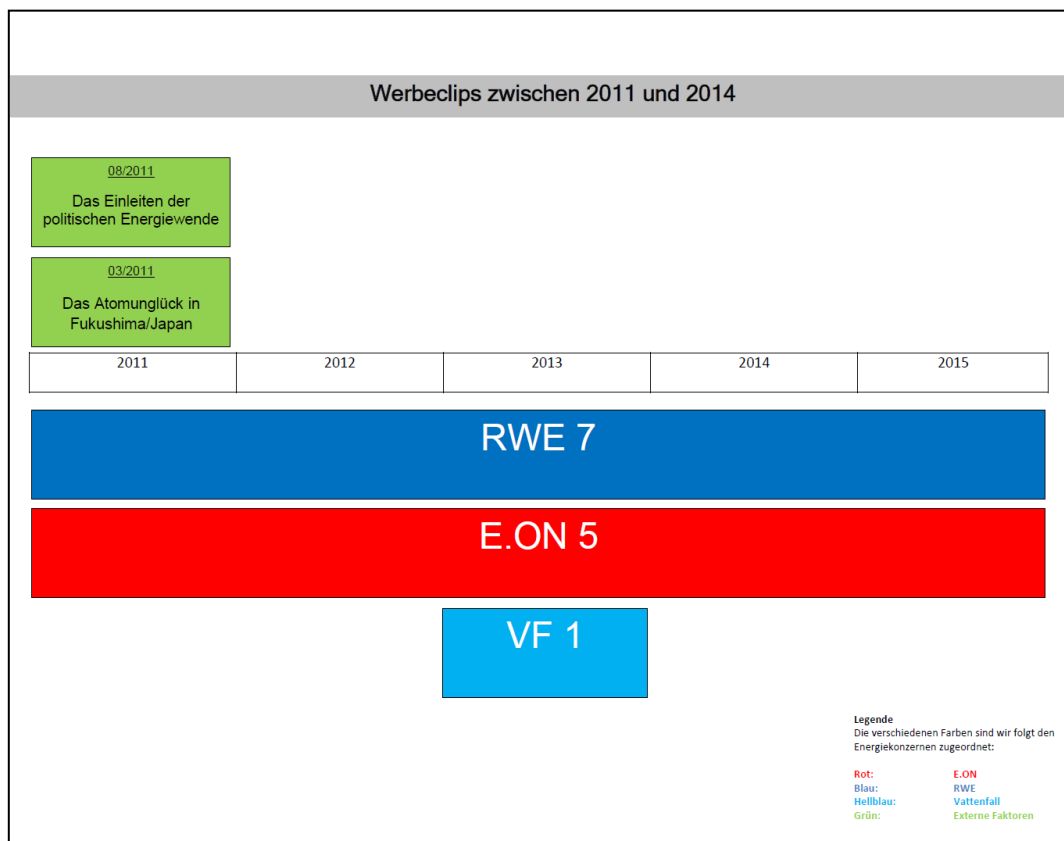 Werbeclips zwischen 2011 und 2014
08/2011
Das Einleiten der
politischen Energiewende
03/2011
Das Atomunglück in
Fukushima/Japan
2011 2012 2013 2014 2015
RWE 7
E.ON 5
VF 1
Legende
Die verschiedenen Farben sind wir folgt den
Energiekonzernen zugeordnet:
Rot: E.ON
Blau: RWE
Hellblau: Vattenfall
Grün: Externe Faktoren